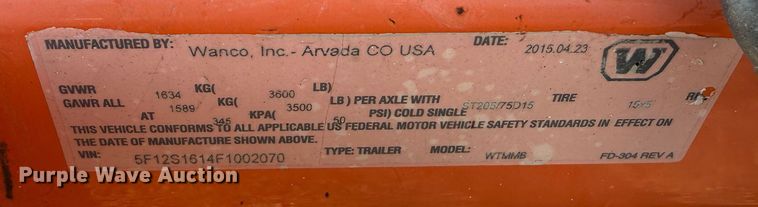 MANUFACTURED BY: Wanco, Inc.- Arvada CO USA DATE: 2015.04.23
W
GVWR 1634 KG( 3600 LB)
GAWR ALL 1589 KG( 3500 LB) PER AXLE WITH ST205/75D15 TIRE 15x5 RIM
AT 345 KPA( 50 PSI) COLD SINGLE
THIS VEHICLE CONFORMS TO ALL APPLICABLE US FEDERAL MOTOR VEHICLE SAFETY STANDARDS IN EFFECT ON
THE DATE OF MANUFACTURE SHOWN ABOVE.
VIN: 5F12S1614F1002070 TYPE: TRAILER WTMMB FD-304 REV A
Purple Wave Auction